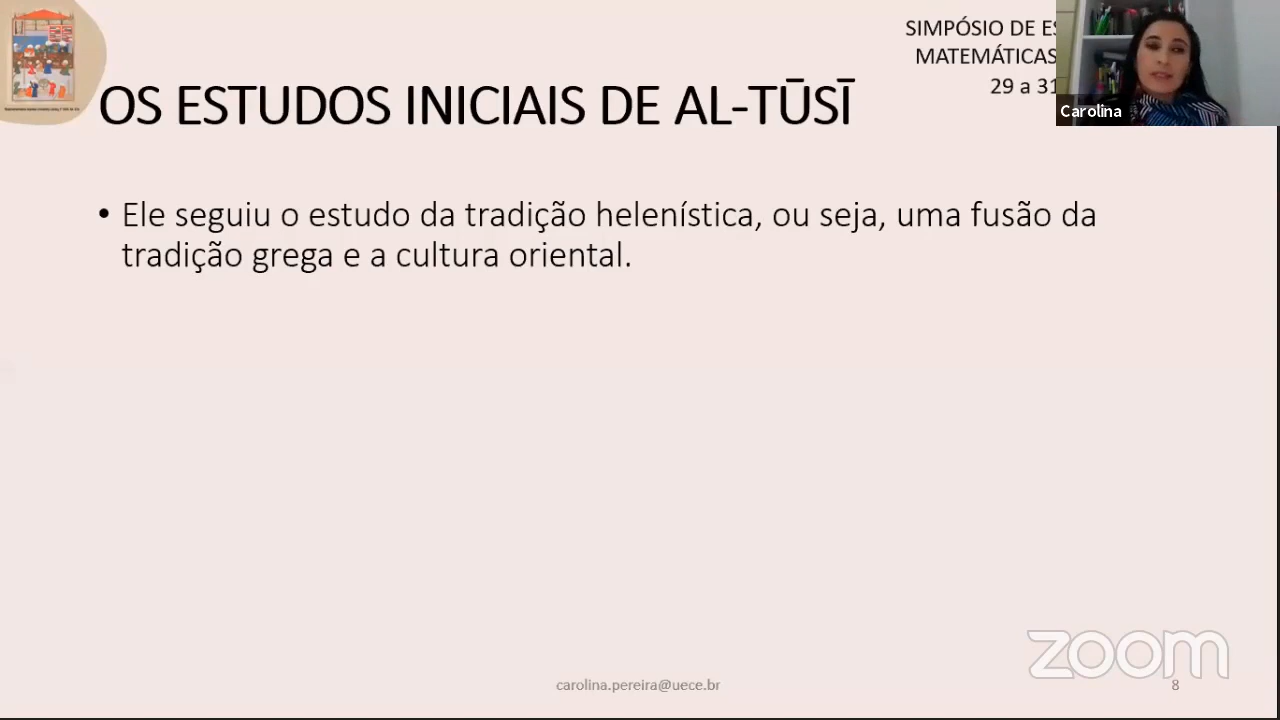 SIMPÓSIO DE ES
MATEMÁTICAS
29 a 31
Carolina
OS ESTUDOS INICIAIS DE AL-TŪSĪ
• Ele seguiu o estudo da tradição helenística, ou seja, uma fusão da
tradição grega e a cultura oriental.
zoom
carolina.pereira@uece.br
8